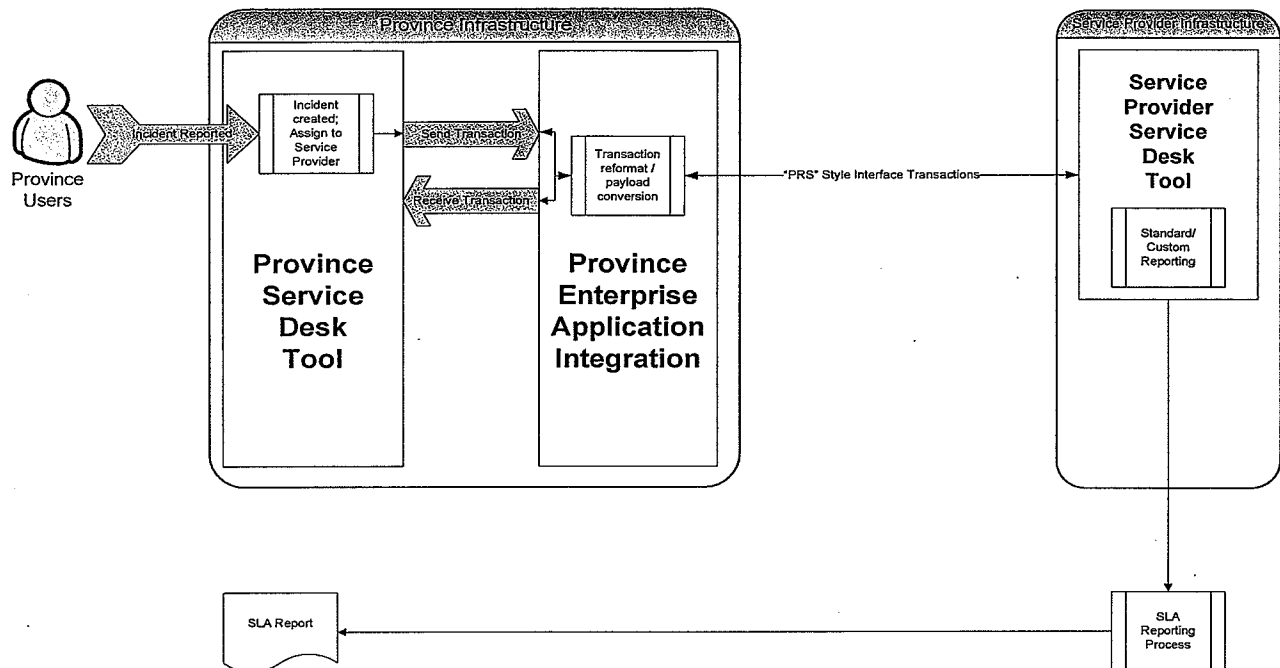 Province Infrastructure
Service Provider Infrastructure
Province
Users
Incident Reported
Incident
created;
Assign to
Service
Provider
Send Transaction
Receive Transaction
Transaction
reformat /
payload
conversion
"PRS" Style Interface Transactions
Service
Provider
Service
Desk
Tool
Standard/
Custom
Reporting
Province
Service
Desk
Tool
Province
Enterprise
Application
Integration
SLA Report
SLA
Reporting
Process